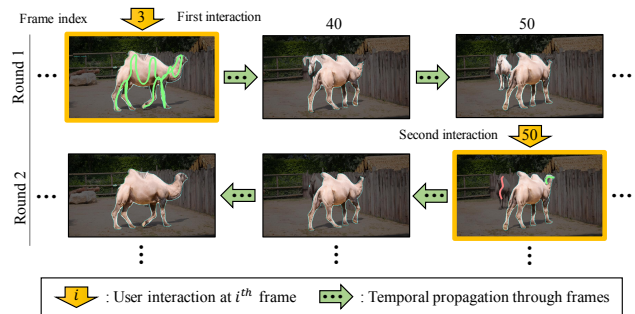 Frame index
3
First interaction
40
50
Round 1
Second interaction
50
Round 2
i : User interaction at i^th frame
: Temporal propagation through frames